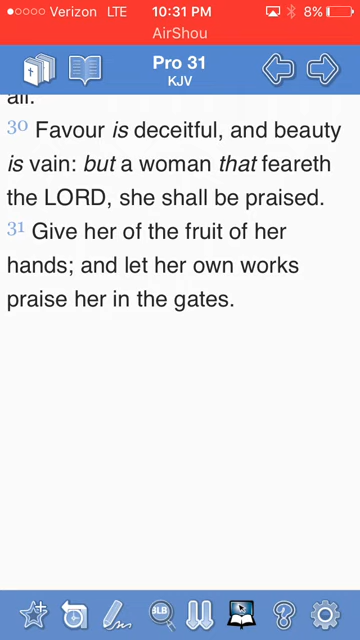 Verizon LTE 10:31 PM 8%
AirShou
Pro 31
KJV
all.
30 Favour is deceitful, and beauty
is vain: but a woman that feareth
the LORD, she shall be praised.
31 Give her of the fruit of her
hands; and let her own works
praise her in the gates.
BLB